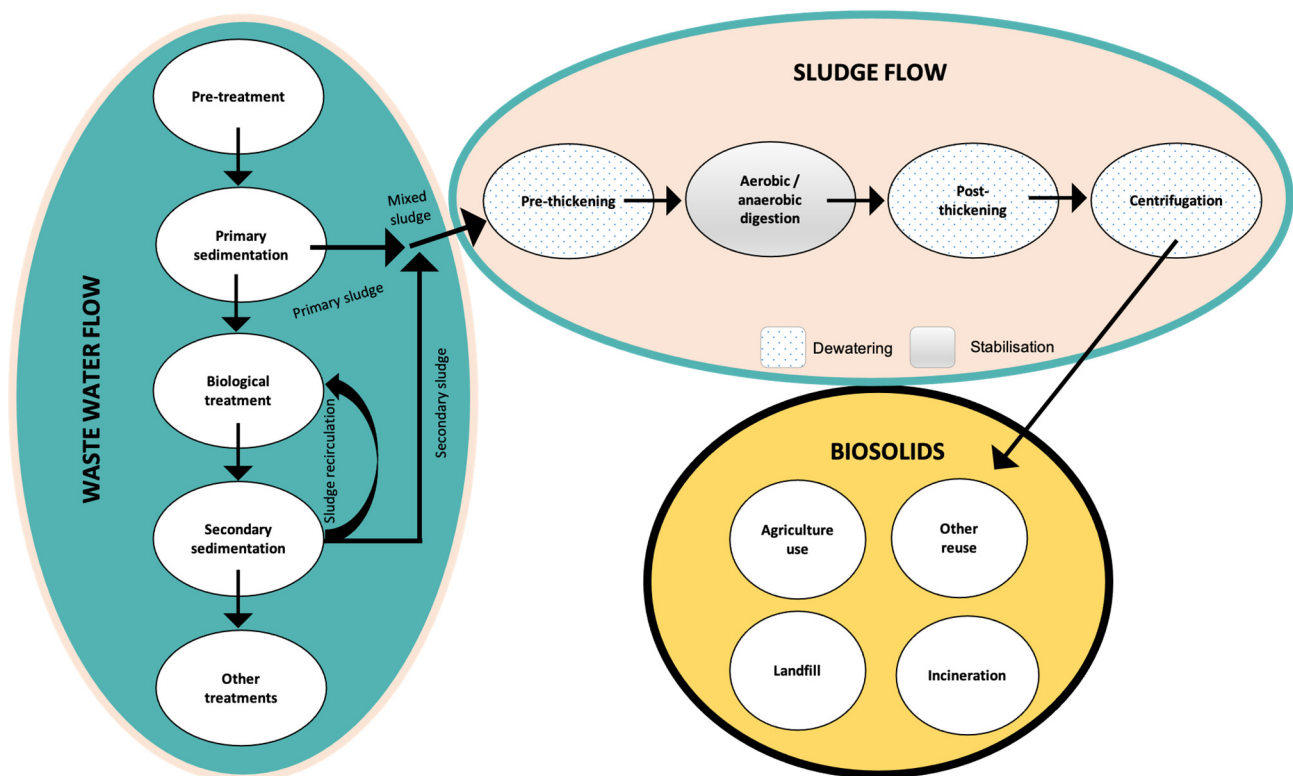 WASTE WATER FLOW
Pre-treatment
Primary
sedimentation
Biological
treatment
Secondary
sedimentation
Other
treatments
Mixed
sludge
Primary sludge
Sludge recirculation
Secondary sludge
SLUDGE FLOW
Pre-thickening
Aerobic /
anaerobic
digestion
Post-
thickening
Centrifugation
Dewatering
Stabilisation
BIOSOLIDS
Agriculture
use
Other
reuse
Landfill
Incineration